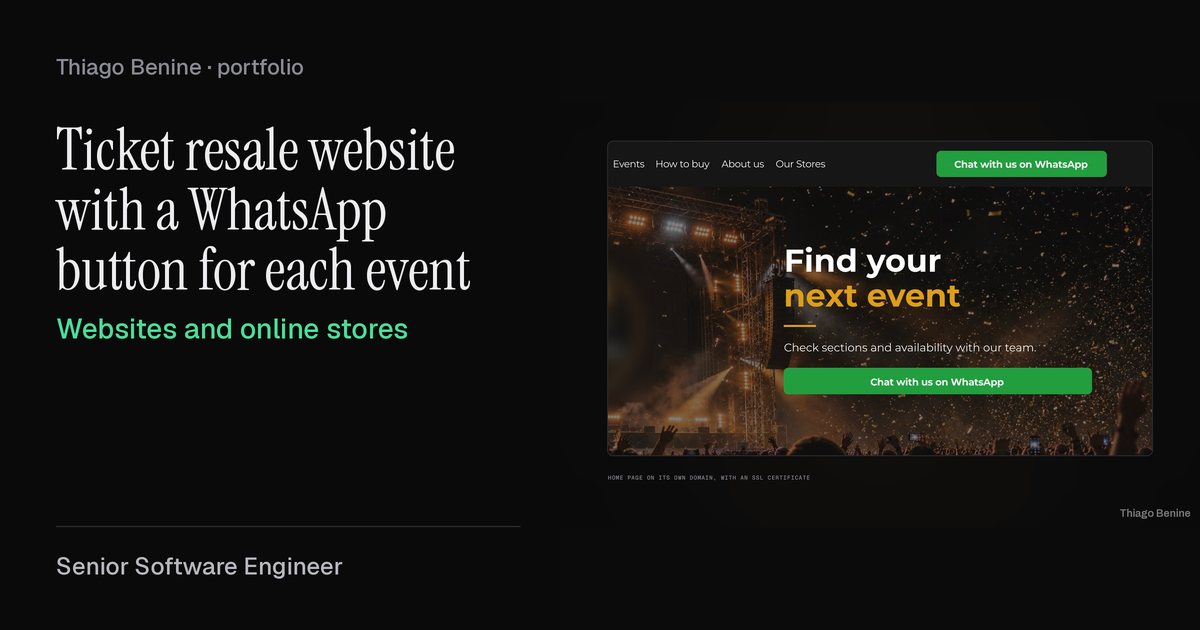 Thiago Benine · portfolio
Ticket resale website
with a WhatsApp
button for each event
Websites and online stores
Events How to buy About us Our Stores Chat with us on WhatsApp
Find your
next event
Check sections and availability with our team.
Chat with us on WhatsApp
HOME PAGE ON ITS OWN DOMAIN, WITH AN SSL CERTIFICATE
Thiago Benine
Senior Software Engineer